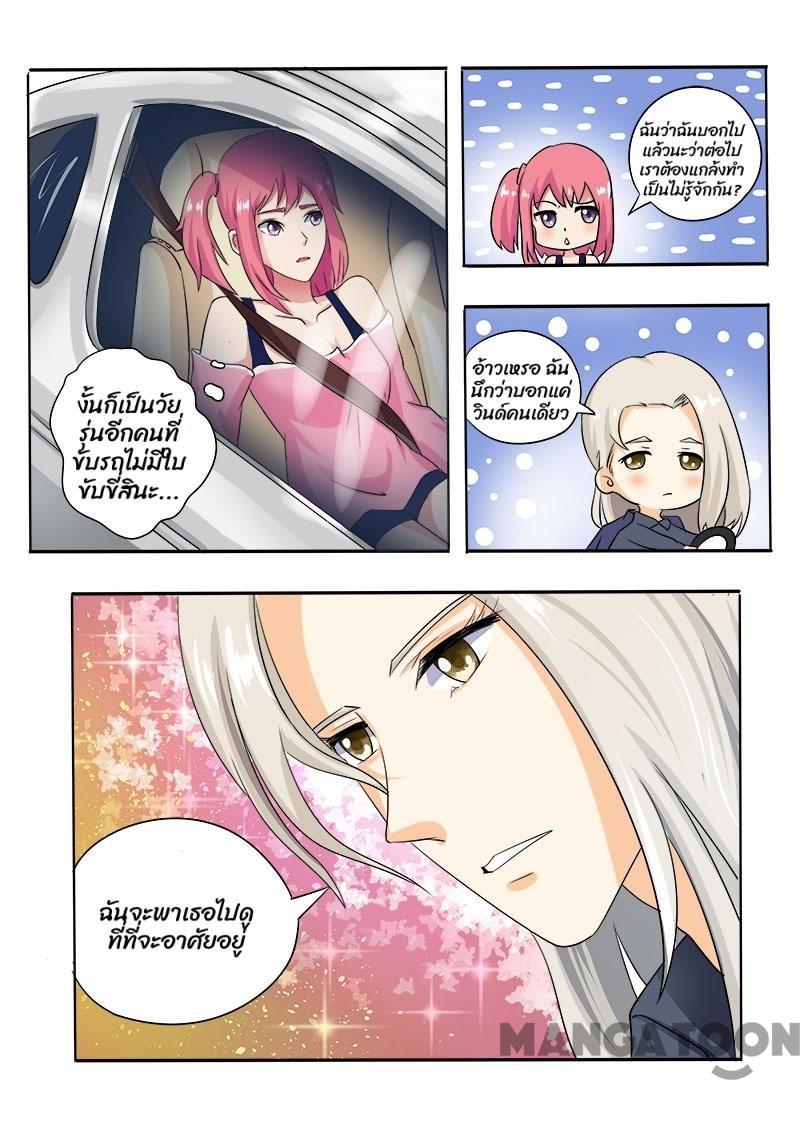 งั้นก็เป็นวัย
รุ่นอีกคนที่
ขับรถไม่มีใบ
ขับขี่สินะ...
ฉันว่าฉันบอกไป
แล้วนะว่าต่อไป
เราต้องแกล้งทำ
เป็นไม่รู้จักกัน?
อ้าวเหรอ ฉัน
นึกว่าบอกแค่
วินด์คนเดียว
ฉันจะพาเธอไปดู
ที่ที่จะอาศัยอยู่
MANGATOON